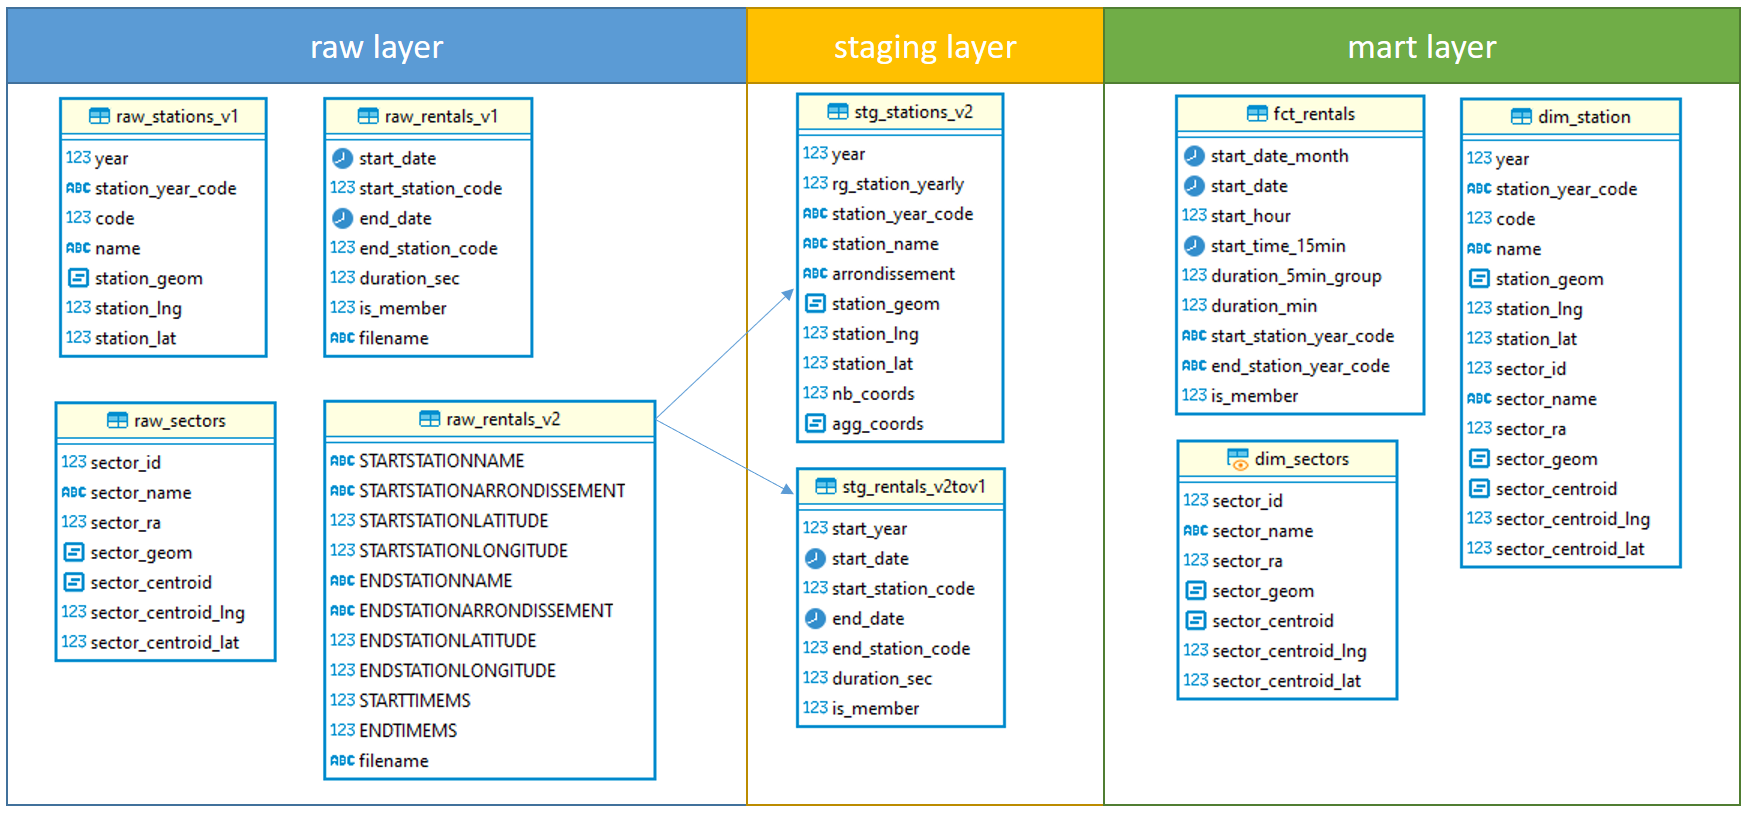 raw layer
staging layer
mart layer
raw_stations_v1
123 year
ABC station_year_code
123 code
ABC name
station_geom
123 station_lng
123 station_lat
raw_rentals_v1
start_date
123 start_station_code
end_date
123 end_station_code
123 duration_sec
123 is_member
ABC filename
raw_sectors
123 sector_id
ABC sector_name
123 sector_ra
sector_geom
sector_centroid
123 sector_centroid_lng
123 sector_centroid_lat
raw_rentals_v2
ABC STARTSTATIONNAME
ABC STARTSTATIONARRONDISSEMENT
123 STARTSTATIONLATITUDE
123 STARTSTATIONLONGITUDE
ABC ENDSTATIONNAME
ABC ENDSTATIONARRONDISSEMENT
123 ENDSTATIONLATITUDE
123 ENDSTATIONLONGITUDE
123 STARTTIMEMS
123 ENDTIMEMS
ABC filename
stg_stations_v2
123 year
123 rg_station_yearly
ABC station_year_code
ABC station_name
ABC arrondissement
station_geom
123 station_lng
123 station_lat
123 nb_coords
agg_coords
stg_rentals_v2tov1
123 start_year
start_date
123 start_station_code
end_date
123 end_station_code
123 duration_sec
123 is_member
fct_rentals
start_date_month
start_date
123 start_hour
start_time_15min
123 duration_5min_group
123 duration_min
ABC start_station_year_code
ABC end_station_year_code
123 is_member
dim_sectors
123 sector_id
ABC sector_name
123 sector_ra
sector_geom
sector_centroid
123 sector_centroid_lng
123 sector_centroid_lat
dim_station
123 year
ABC station_year_code
123 code
ABC name
station_geom
123 station_lng
123 station_lat
123 sector_id
ABC sector_name
123 sector_ra
sector_geom
sector_centroid
123 sector_centroid_lng
123 sector_centroid_lat